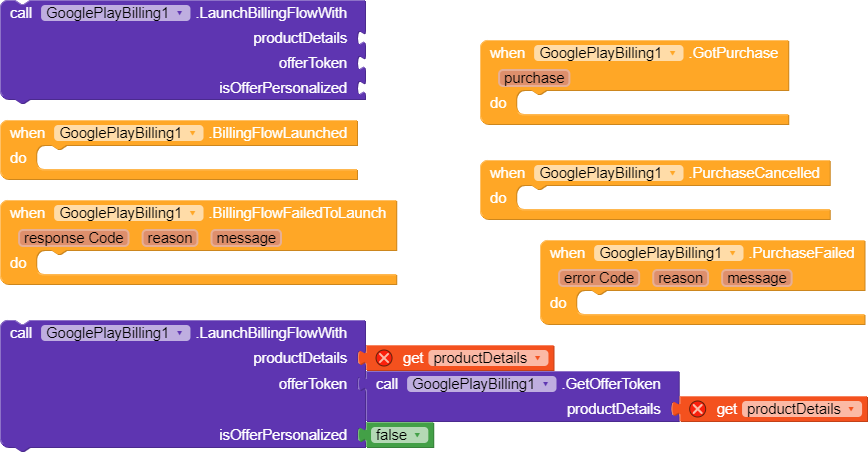 call GooglePlayBilling1 .LaunchBillingFlowWith
productDetails
offerToken
isOfferPersonalized
when GooglePlayBilling1 .BillingFlowLaunched
do
when GooglePlayBilling1 .BillingFlowFailedToLaunch
response Code reason message
do
when GooglePlayBilling1 .GotPurchase
purchase
do
when GooglePlayBilling1 .PurchaseCancelled
do
when GooglePlayBilling1 .PurchaseFailed
error Code reason message
do
call GooglePlayBilling1 .LaunchBillingFlowWith
productDetails get productDetails
offerToken call GooglePlayBilling1 .GetOfferToken
productDetails get productDetails
isOfferPersonalized false